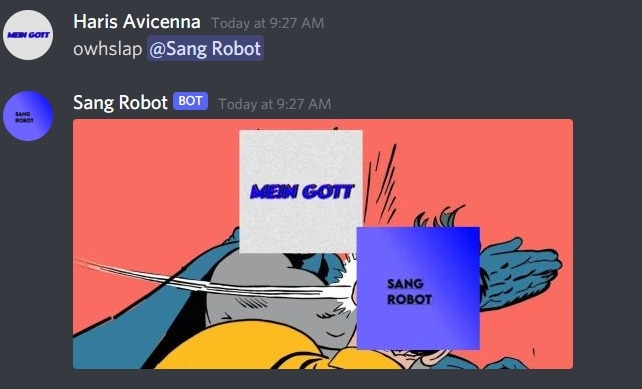 MEIN GOTT
Haris Avicenna Today at 9:27 AM
owhslap @Sang Robot
SANG
ROBOT
Sang Robot BOT Today at 9:27 AM
MEIN GOTT
SANG
ROBOT